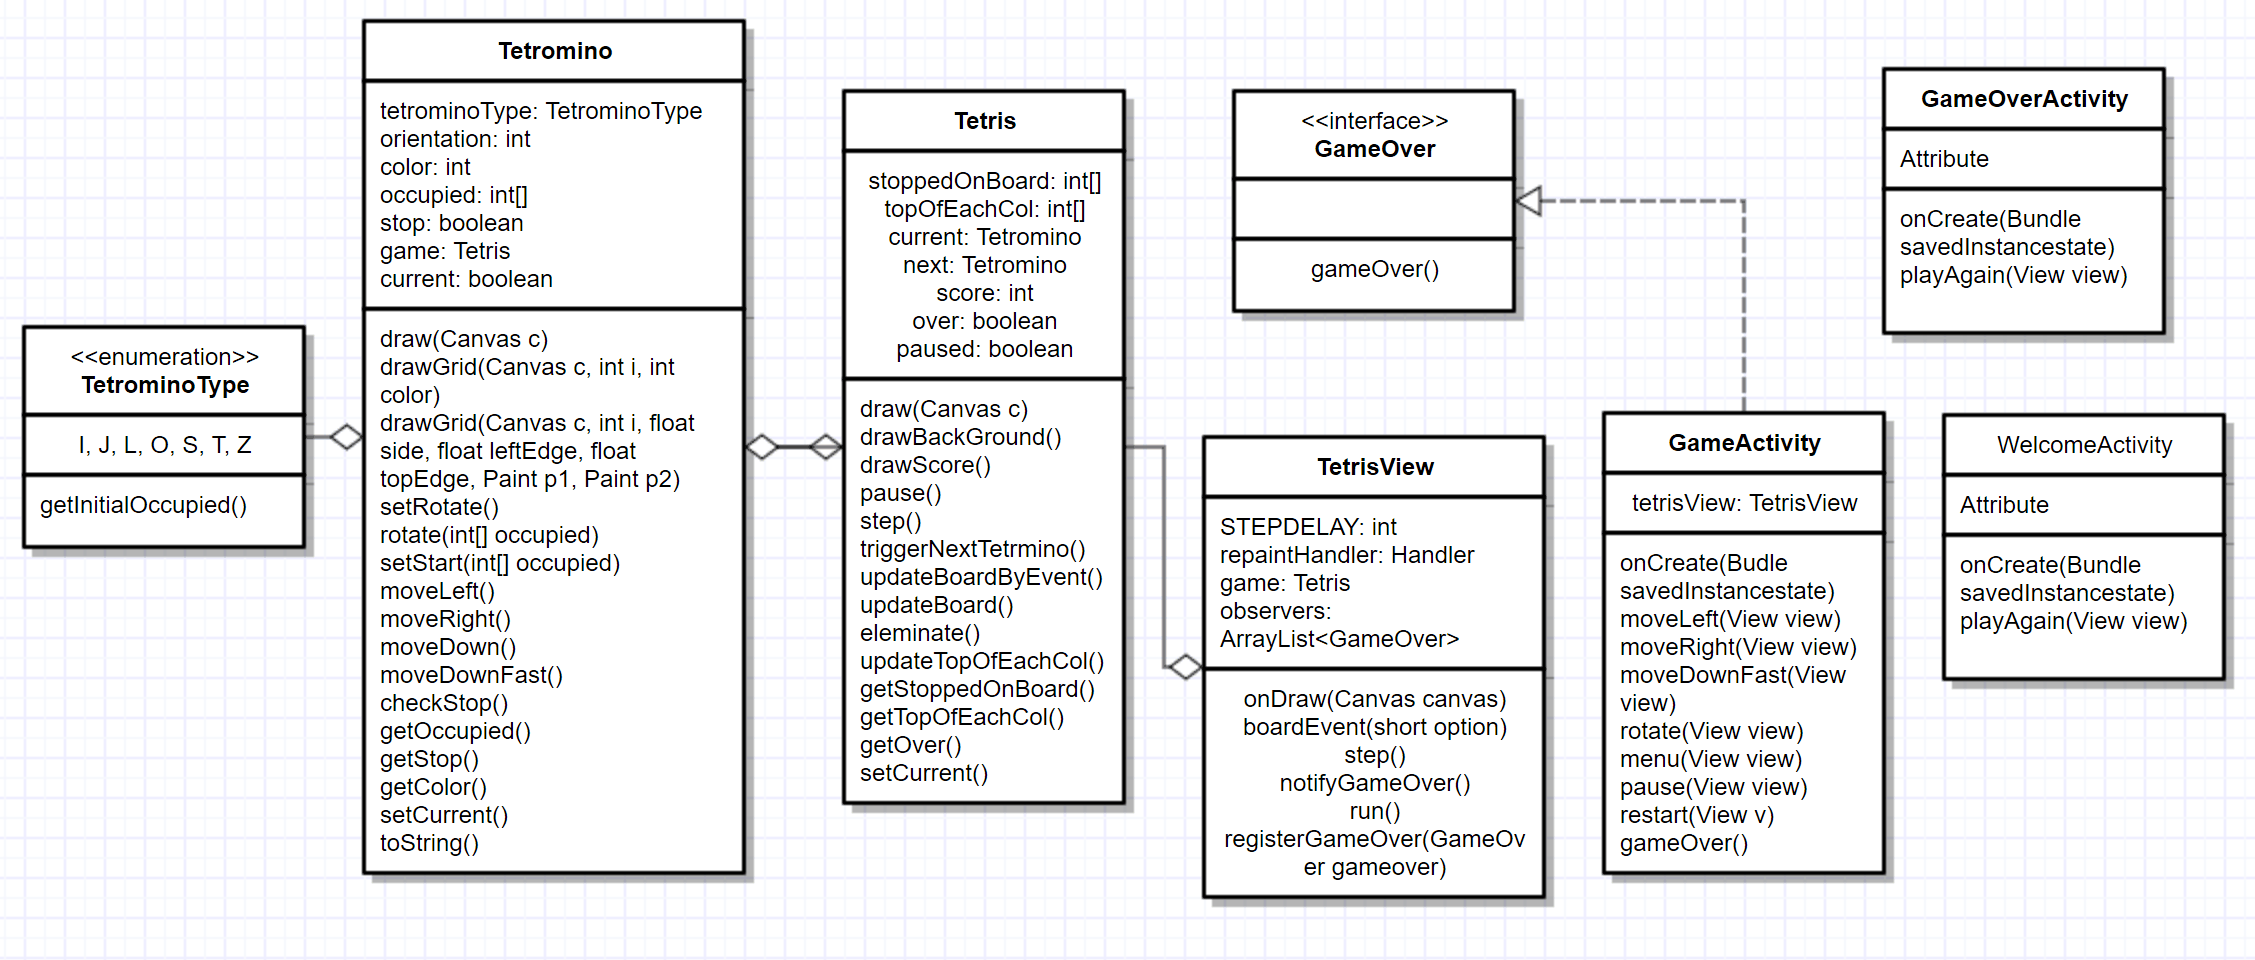 <<enumeration>>
TetrominoType
I, J, L, O, S, T, Z
getInitialOccupied()
Tetromino
tetrominoType: TetrominoType
orientation: int
color: int
occupied: int[]
stop: boolean
game: Tetris
current: boolean
draw(Canvas c)
drawGrid(Canvas c, int i, int
color)
drawGrid(Canvas c, int i, float
side, float leftEdge, float
topEdge, Paint p1, Paint p2)
setRotate()
rotate(int[] occupied)
setStart(int[] occupied)
moveLeft()
moveRight()
moveDown()
moveDownFast()
checkStop()
getOccupied()
getStop()
getColor()
setCurrent()
toString()
Tetris
stoppedOnBoard: int[]
topOfEachCol: int[]
current: Tetromino
next: Tetromino
score: int
over: boolean
paused: boolean
draw(Canvas c)
drawBackGround()
drawScore()
pause()
step()
triggerNextTetrmino()
updateBoardByEvent()
updateBoard()
eleminate()
updateTopOfEachCol()
getStoppedOnBoard()
getTopOfEachCol()
getOver()
setCurrent()
<<interface>>
GameOver
gameOver()
TetrisView
STEPDELAY: int
repaintHandler: Handler
game: Tetris
observers:
ArrayList<GameOver>
onDraw(Canvas canvas)
boardEvent(short option)
step()
notifyGameOver()
run()
registerGameOver(GameOv
er gameover)
GameActivity
tetrisView: TetrisView
onCreate(Budle
savedInstancestate)
moveLeft(View view)
moveRight(View view)
moveDownFast(View
view)
rotate(View view)
menu(View view)
pause(View view)
restart(View v)
gameOver()
GameOverActivity
Attribute
onCreate(Bundle
savedInstancestate)
playAgain(View view)
WelcomeActivity
Attribute
onCreate(Bundle
savedInstancestate)
playAgain(View view)